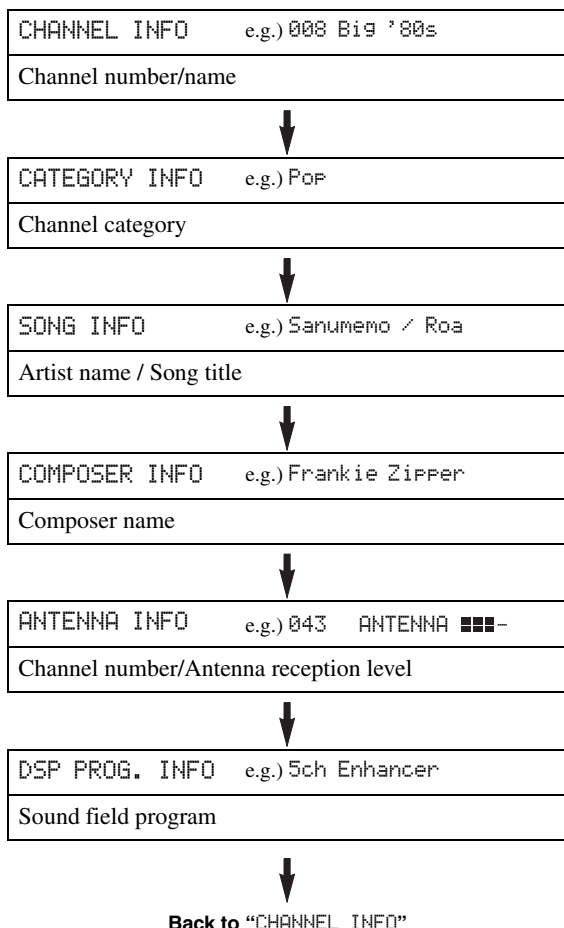 CHANNEL INFO e.g.) 008 Big ’80s
Channel number/name
CATEGORY INFO e.g.) Pop
Channel category
SONG INFO e.g.) Sanumemo / Roa
Artist name / Song title
COMPOSER INFO e.g.) Frankie Zipper
Composer name
ANTENNA INFO e.g.) 043 ANTENNA ■■■-
Channel number/Antenna reception level
DSP PROG. INFO e.g.) 5ch Enhancer
Sound field program
Back to “CHANNEL INFO”